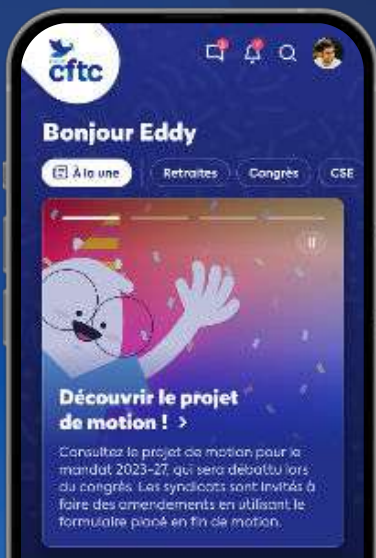 cftc
Bonjour Eddy
À la une
Retraites
Congrès
CSE
Découvrir le projet
de motion ! >
Consultez le projet de motion pour le
mandat 2023-27, qui sera débattu lors
du congrès. Les syndicats sont invités à
faire des amendements en utilisant le
formulaire placé en fin de motion.